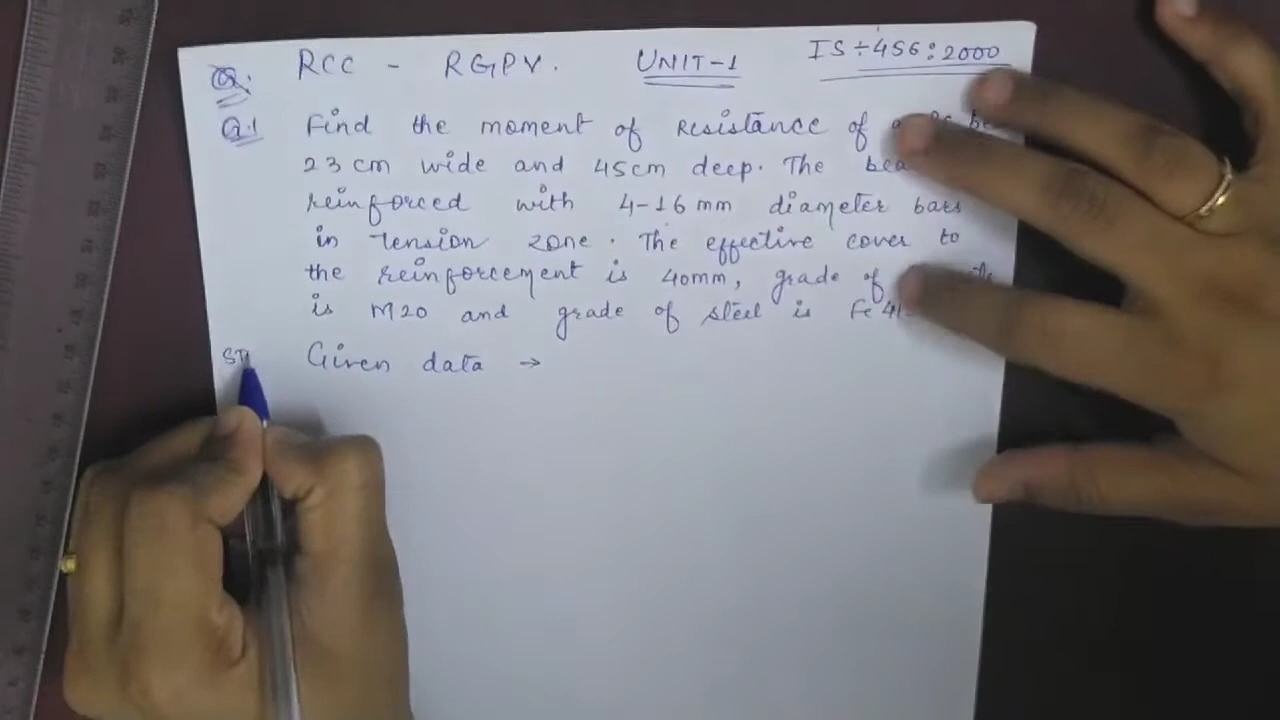 Q. RCC - RGPV. UNIT-1 IS÷456:2000
Q.1 Find the moment of resistance of a
23 cm wide and 45cm deep. The
reinforced with 4-16 mm diameter bars
in tension zone. The effective cover to
the reinforcement is 40mm, grade of
is M20 and grade of steel is Fe 41
Given data →